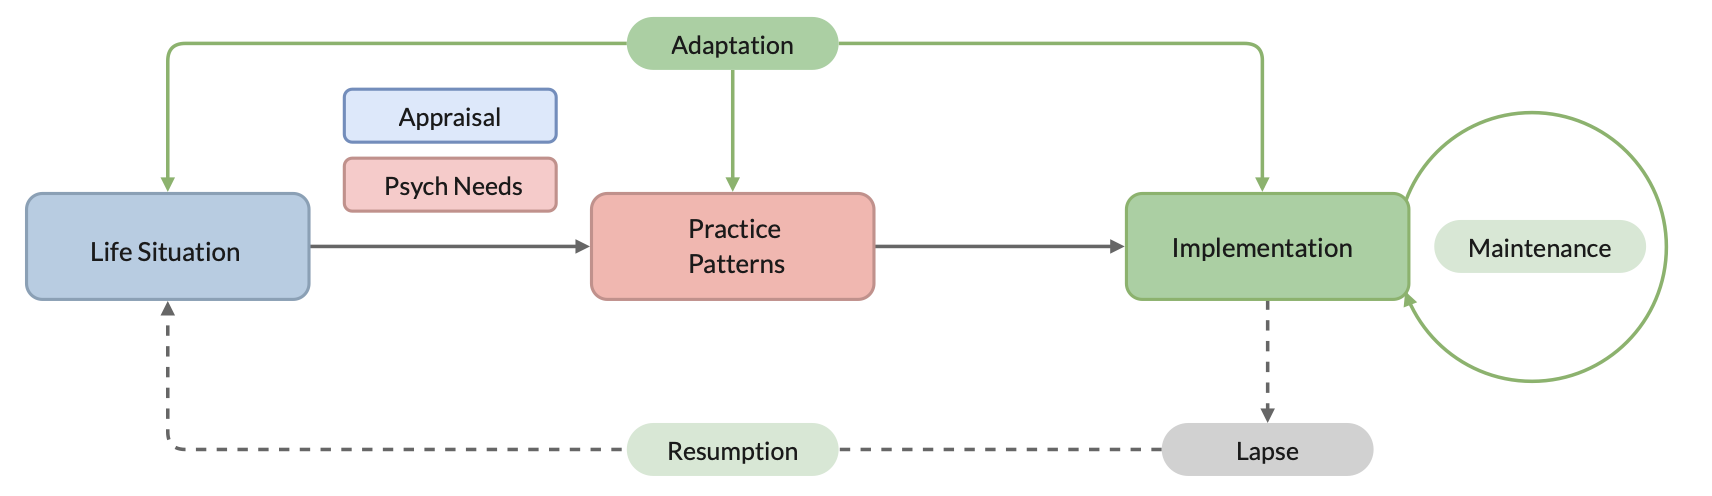 Adaptation
Appraisal
Psych Needs
Life Situation
Practice
Patterns
Implementation
Maintenance
Resumption
Lapse